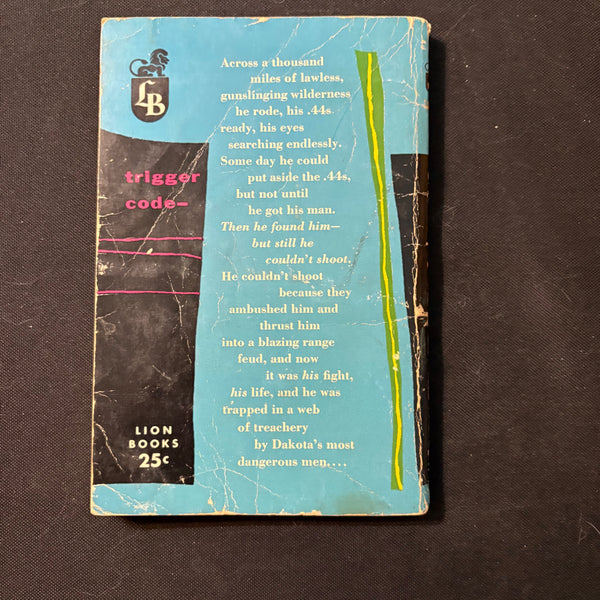 LB
trigger
code—
LION
BOOKS
25c
Across a thousand
miles of lawless,
gunslinging wilderness
he rode, his .44s
ready, his eyes
searching endlessly.
Some day he could
put aside the .44s,
but not until
he got his man.
Then he found him—
but still he
couldn't shoot.
He couldn't shoot
because they
ambushed him and
thrust him
into a blazing range
feud, and now
it was his fight,
his life, and he was
trapped in a web
of treachery
by Dakota's most
dangerous men....